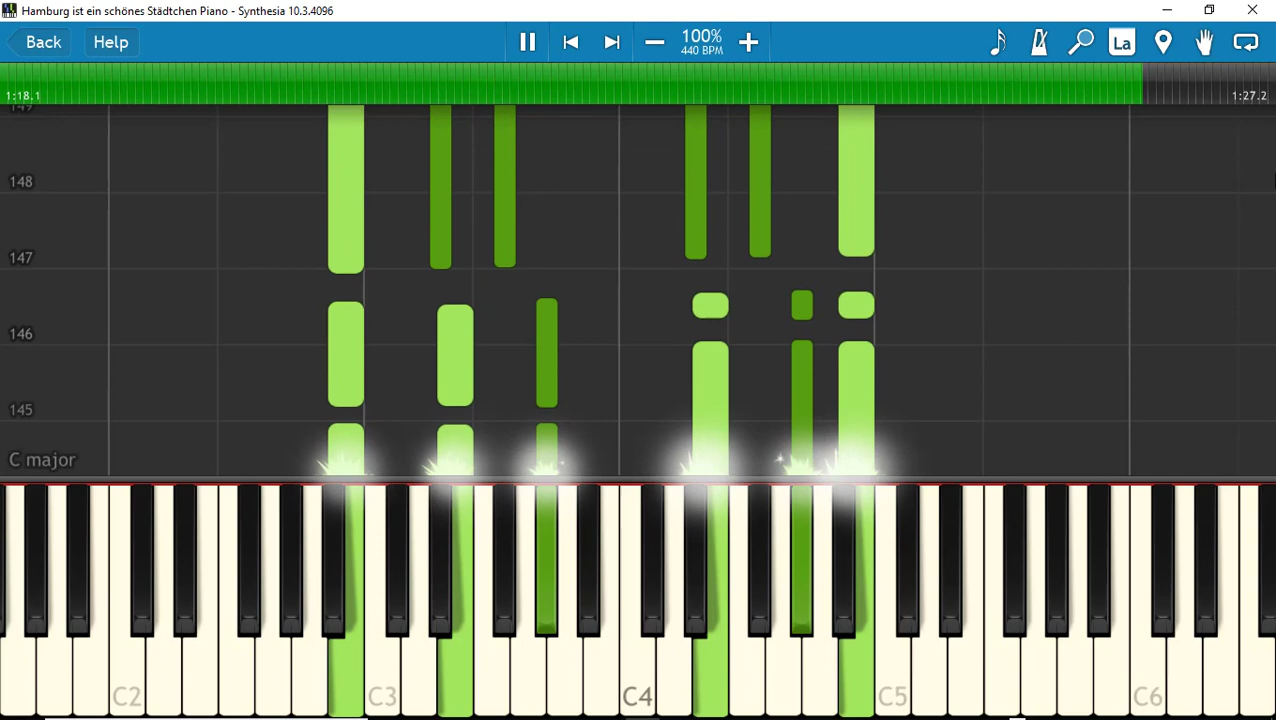 Hamburg ist ein schönes Städtchen Piano - Synthesia 10.3.4096
Back Help 100% La
440 BPM
1:18.1 1:27.2
149
148
147
146
145
C major
C2 C3 C4 C5 C6